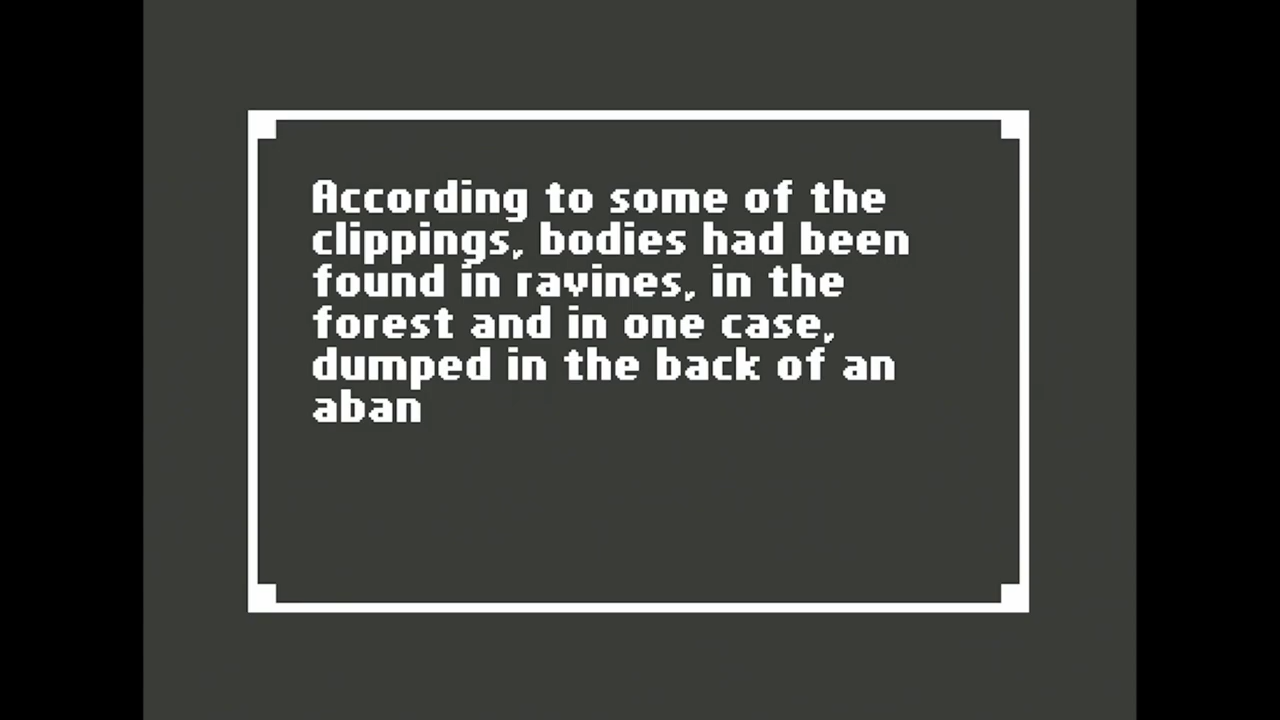 According to some of the
clippings, bodies had been
found in ravines, in the
forest and in one case,
dumped in the back of an
aban